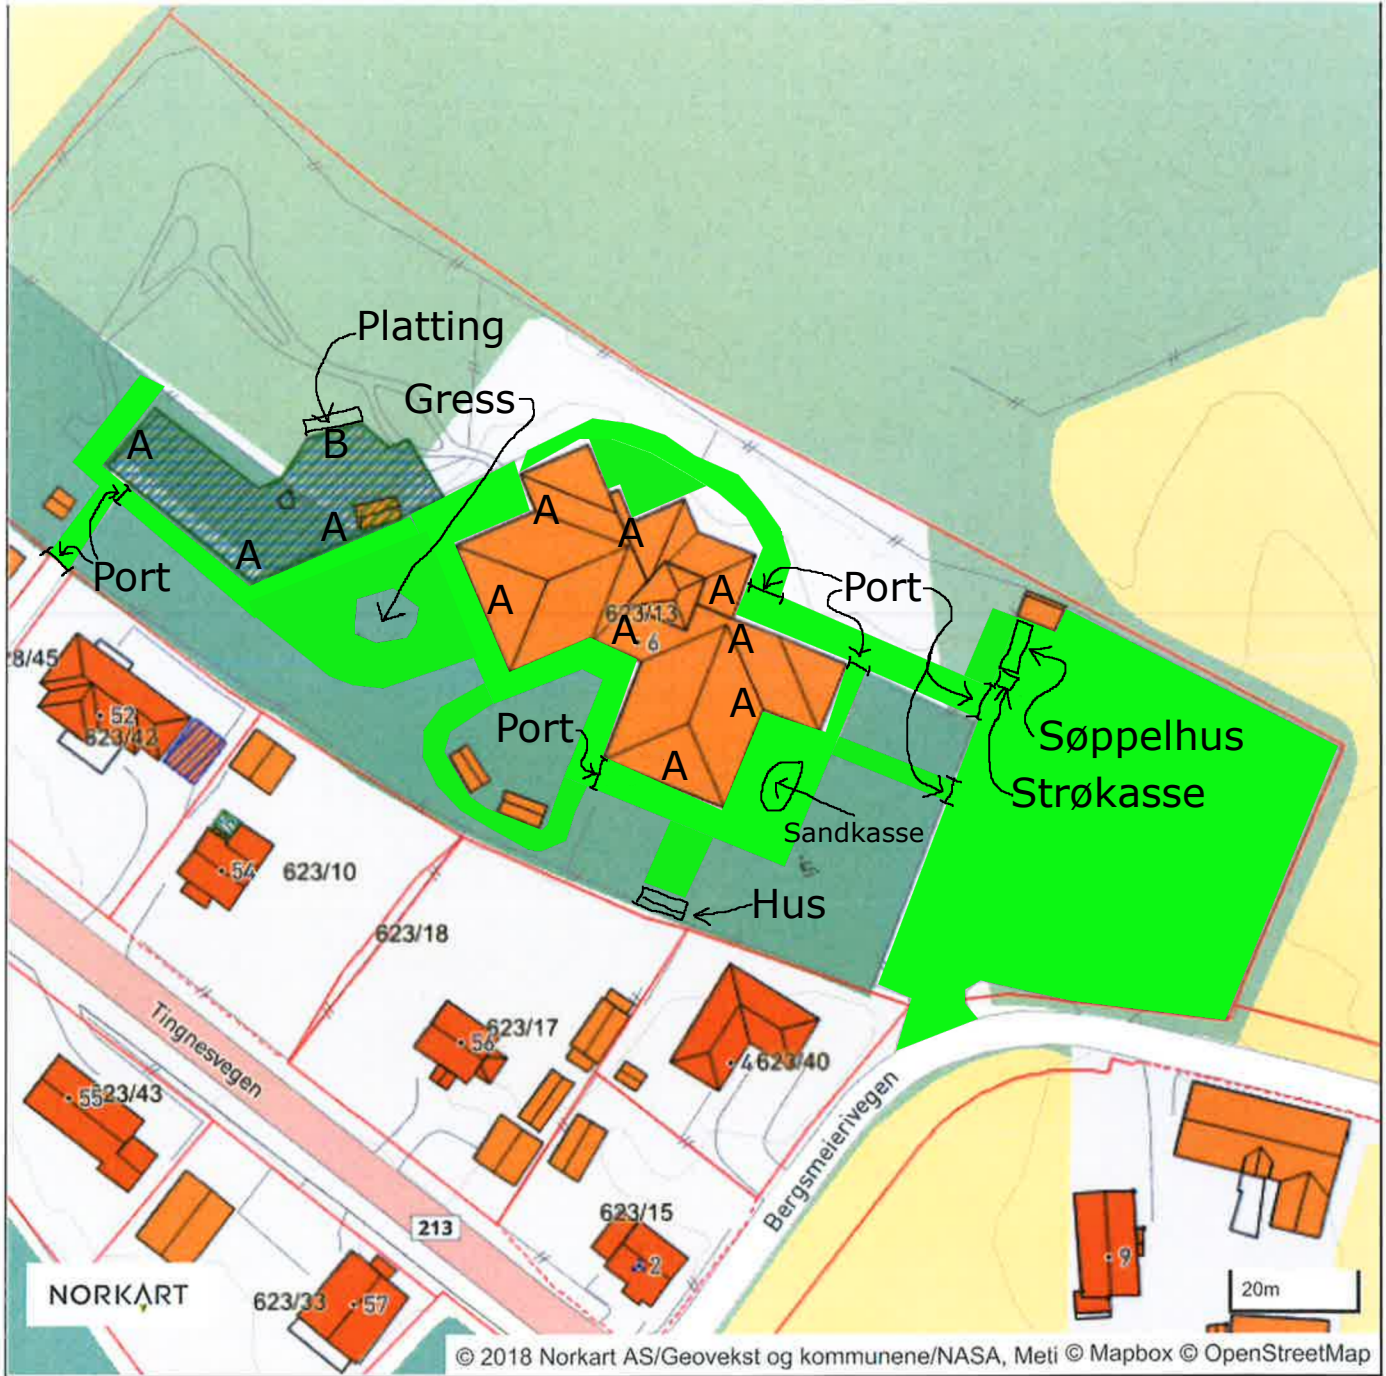 Platting
Gress
A
B
A
A
A
A
A
Port
A
A
Port
623/13
A
6
A
28/45
A
52
623/42
Port
A
Søppelhus
Strøkasse
Sandkasse
54
623/10
Hus
623/18
Tingnesvegen
56
623/17
4
623/40
55
623/43
Bergsmeierivegen
623/15
213
2
9
NORKART
623/33
57
20m
© 2018 Norkart AS/Geovekst og kommunene/NASA, Meti © Mapbox © OpenStreetMap